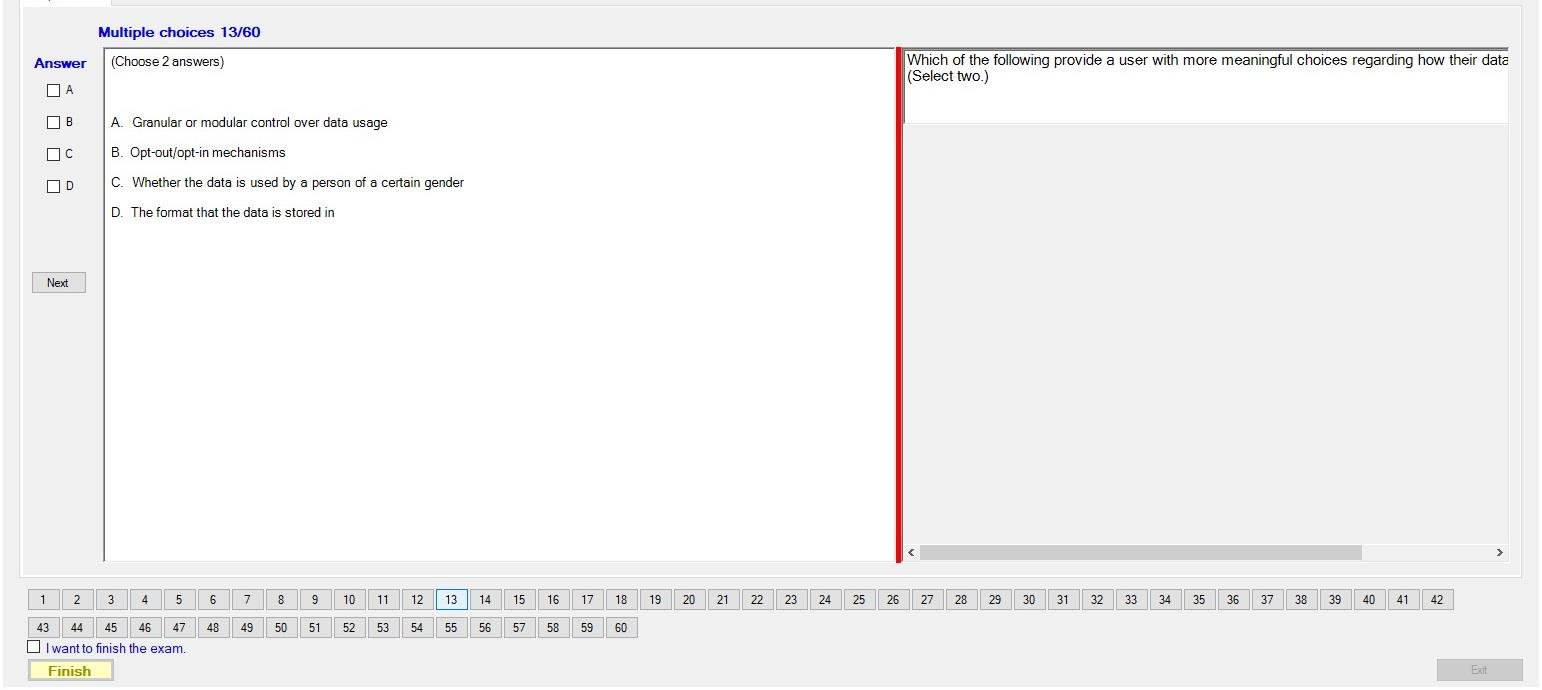 Multiple choices 13/60
Answer
(Choose 2 answers)
A
B
C
D
A. Granular or modular control over data usage
B. Opt-out/opt-in mechanisms
C. Whether the data is used by a person of a certain gender
D. The format that the data is stored in
Next
Which of the following provide a user with more meaningful choices regarding how their data
(Select two.)
1 2 3 4 5 6 7 8 9 10 11 12 13 14 15 16 17 18 19 20 21 22 23 24 25 26 27 28 29 30 31 32 33 34 35 36 37 38 39 40 41 42
43 44 45 46 47 48 49 50 51 52 53 54 55 56 57 58 59 60
I want to finish the exam.
Finish
Exit